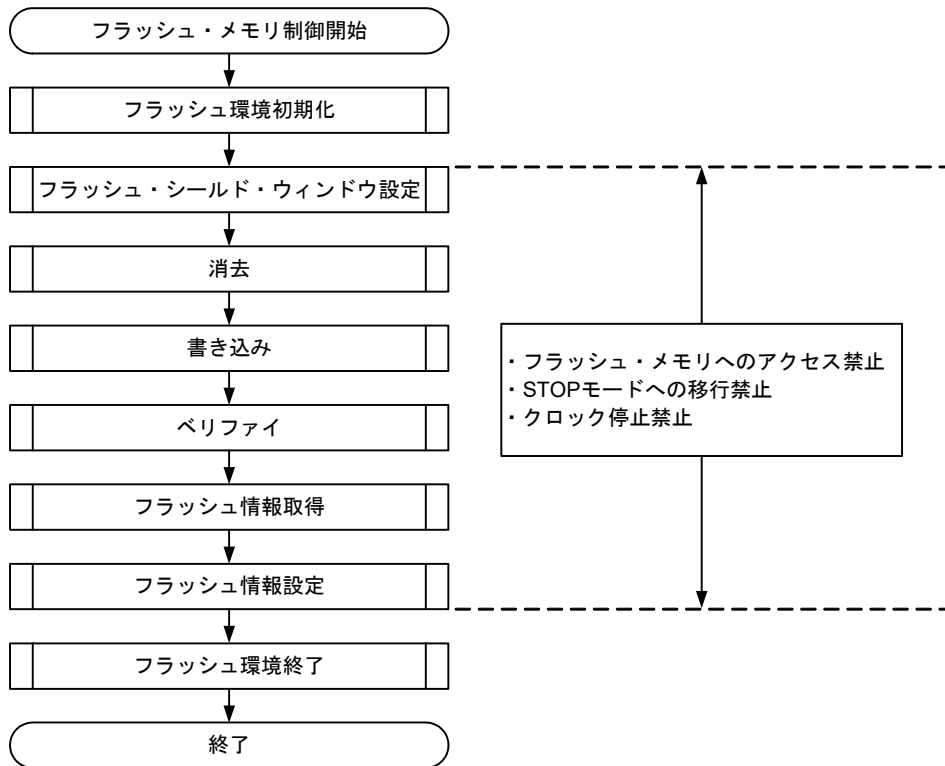 フラッシュ・メモリ制御開始
フラッシュ環境初期化
フラッシュ・シールド・ウィンドウ設定
消去
書き込み
ベリファイ
フラッシュ情報取得
フラッシュ情報設定
フラッシュ環境終了
終了
・フラッシュ・メモリへのアクセス禁止
・STOPモードへの移行禁止
・クロック停止禁止